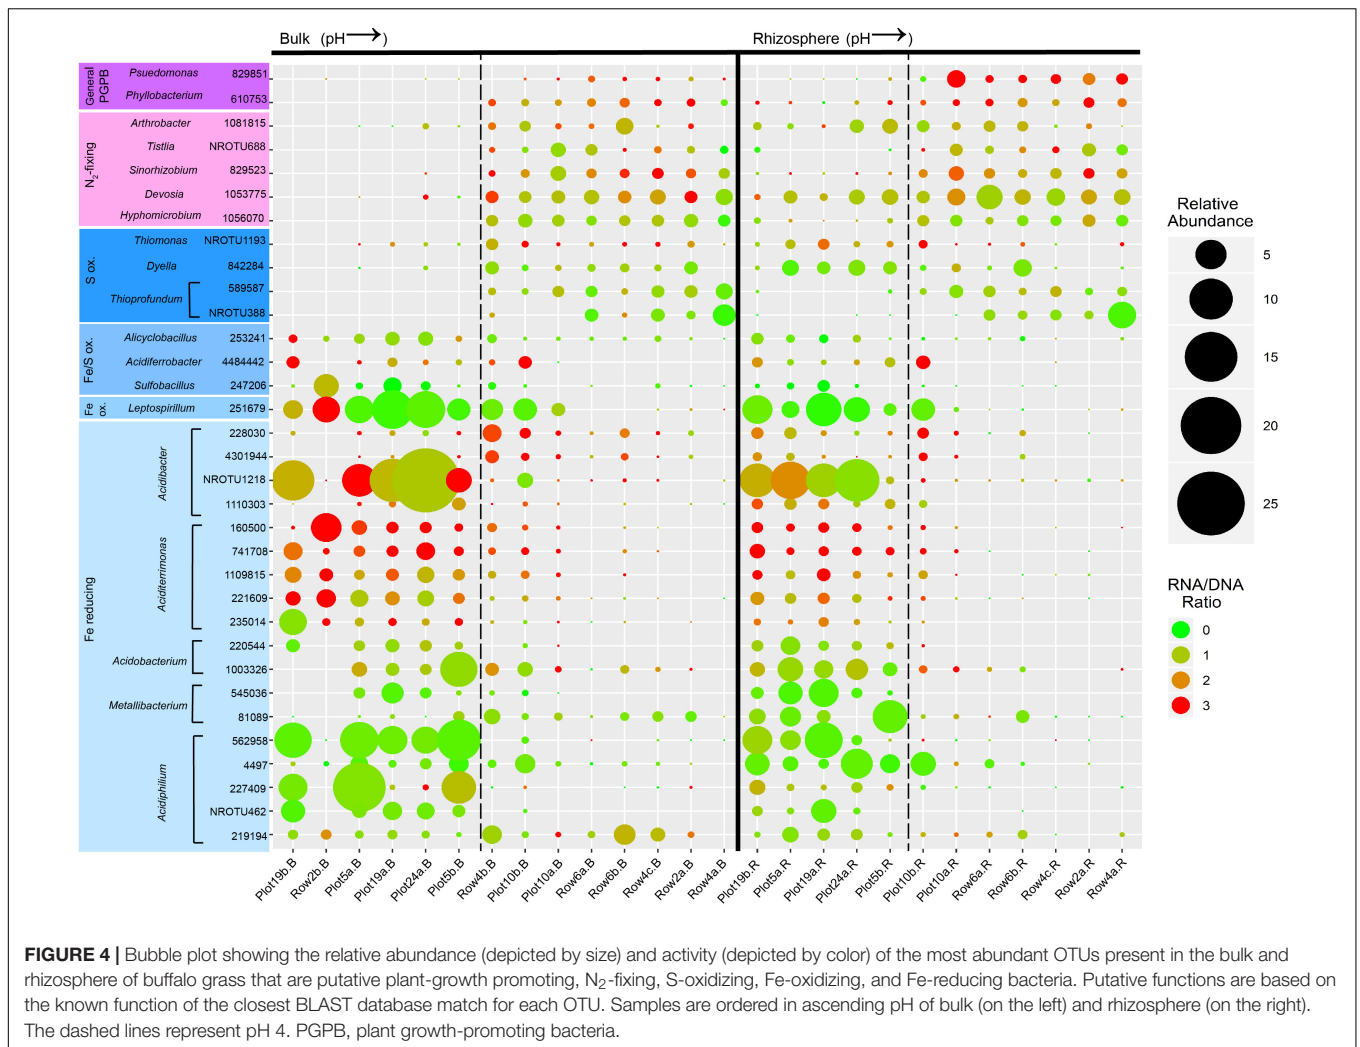 Bulk (pH ⟶ )
Rhizosphere (pH ⟶ )
General
PGPB
Psuedomonas 829851
Phyllobacterium 610753
N2-fixing
Arthrobacter 1081815
Tistlia NROTU688
Sinorhizobium 829523
Devosia 1053775
Hyphomicrobium 1056070
S ox.
Thiomonas NROTU1193
Dyella 842284
Thioprofundum 589587
NROTU388
Fe/S ox.
Alicyclobacillus 253241
Acidiferrobacter 4484442
Sulfobacillus 247206
Fe
ox.
Leptospirillum 251679
Fe reducing
Acidibacter
228030
4301944
NROTU1218
1110303
Aciditerrimonas
160500
741708
1109815
221609
235014
Acidobacterium
220544
1003326
Metallibacterium
545036
81089
Acidiphilium
562958
4497
227409
NROTU462
219194
Plot19b.B
Row2b.B
Plot5a.B
Plot19a.B
Plot24a.B
Plot5b.B
Row4b.B
Plot10b.B
Plot10a.B
Row6a.B
Row6b.B
Row4c.B
Row2a.B
Row4a.B
Plot19b.R
Plot5a.R
Plot19a.R
Plot24a.R
Plot5b.R
Plot10b.R
Plot10a.R
Row6a.R
Row6b.R
Row4c.R
Row2a.R
Row4a.R
Relative
Abundance
5
10
15
20
25
RNA/DNA
Ratio
0
1
2
3
FIGURE 4 | Bubble plot showing the relative abundance (depicted by size) and activity (depicted by color) of the most abundant OTUs present in the bulk and
rhizosphere of buffalo grass that are putative plant-growth promoting, N2-fixing, S-oxidizing, Fe-oxidizing, and Fe-reducing bacteria. Putative functions are based on
the known function of the closest BLAST database match for each OTU. Samples are ordered in ascending pH of bulk (on the left) and rhizosphere (on the right).
The dashed lines represent pH 4. PGPB, plant growth-promoting bacteria.